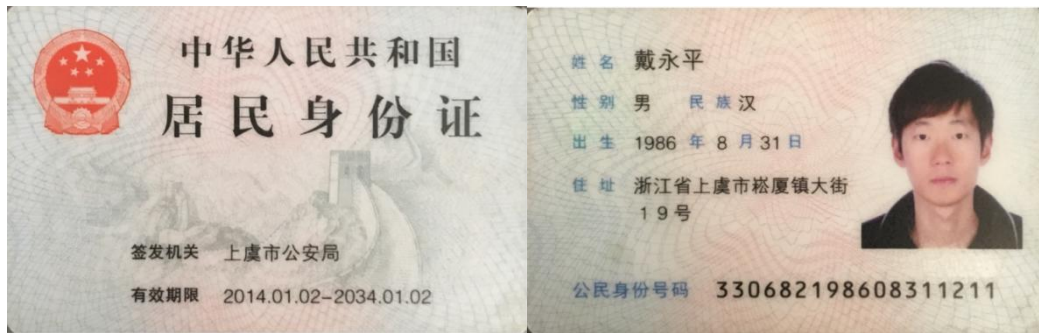 中华人民共和国
居民身份证
签发机关 上虞市公安局
有效期限 2014.01.02-2034.01.02
姓名 戴永平
性别 男 民族 汉
出生 1986 年 8 月 31 日
住址 浙江省上虞市崧厦镇大街
19号
公民身份号码 330682198608311211